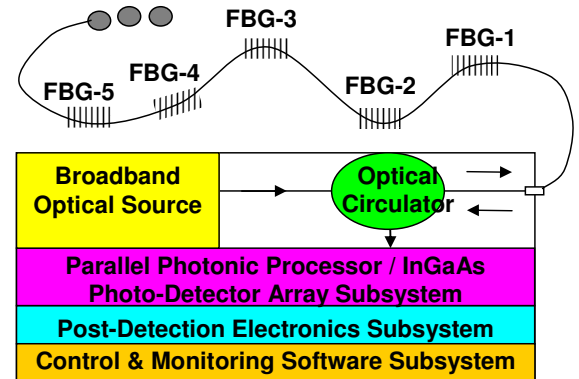 FBG-3
FBG-1
FBG-4
FBG-2
FBG-5
Broadband
Optical Source
Optical
Circulator
Parallel Photonic Processor / InGaAs
Photo-Detector Array Subsystem
Post-Detection Electronics Subsystem
Control & Monitoring Software Subsystem